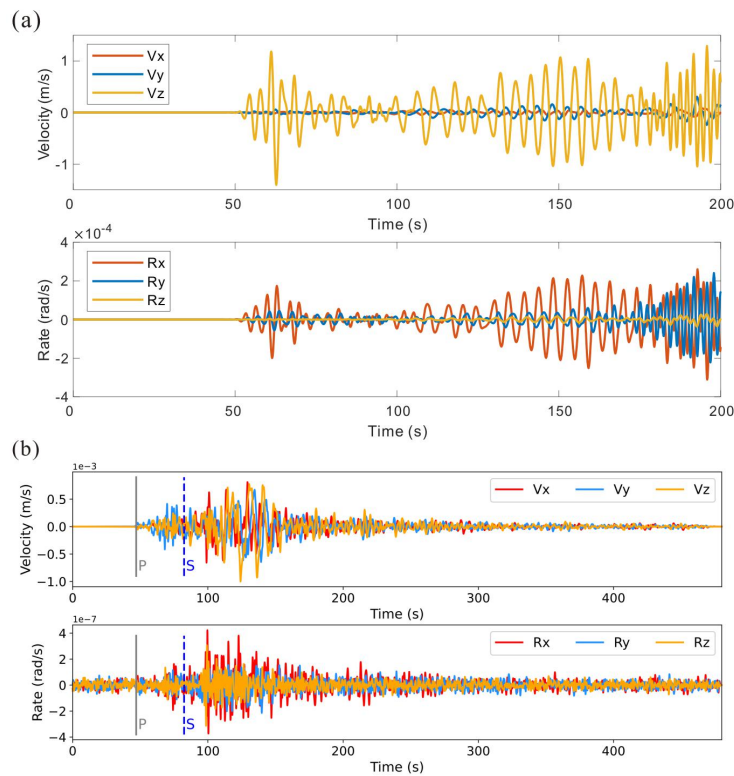 (a)
1
0
-1
Velocity (m/s)
Vx
Vy
Vz
0
50
100
150
200
Time (s)
×10⁻⁴
4
2
0
-2
-4
Rate (rad/s)
Rx
Ry
Rz
0
50
100
150
200
Time (s)
(b)
1e−3
0.5
0.0
−0.5
−1.0
Velocity (m/s)
Vx Vy Vz
P
S
0
100
200
300
400
Time (s)
1e−7
4
2
0
−2
−4
Rate (rad/s)
Rx Ry Rz
P
S
0
100
200
300
400
Time (s)